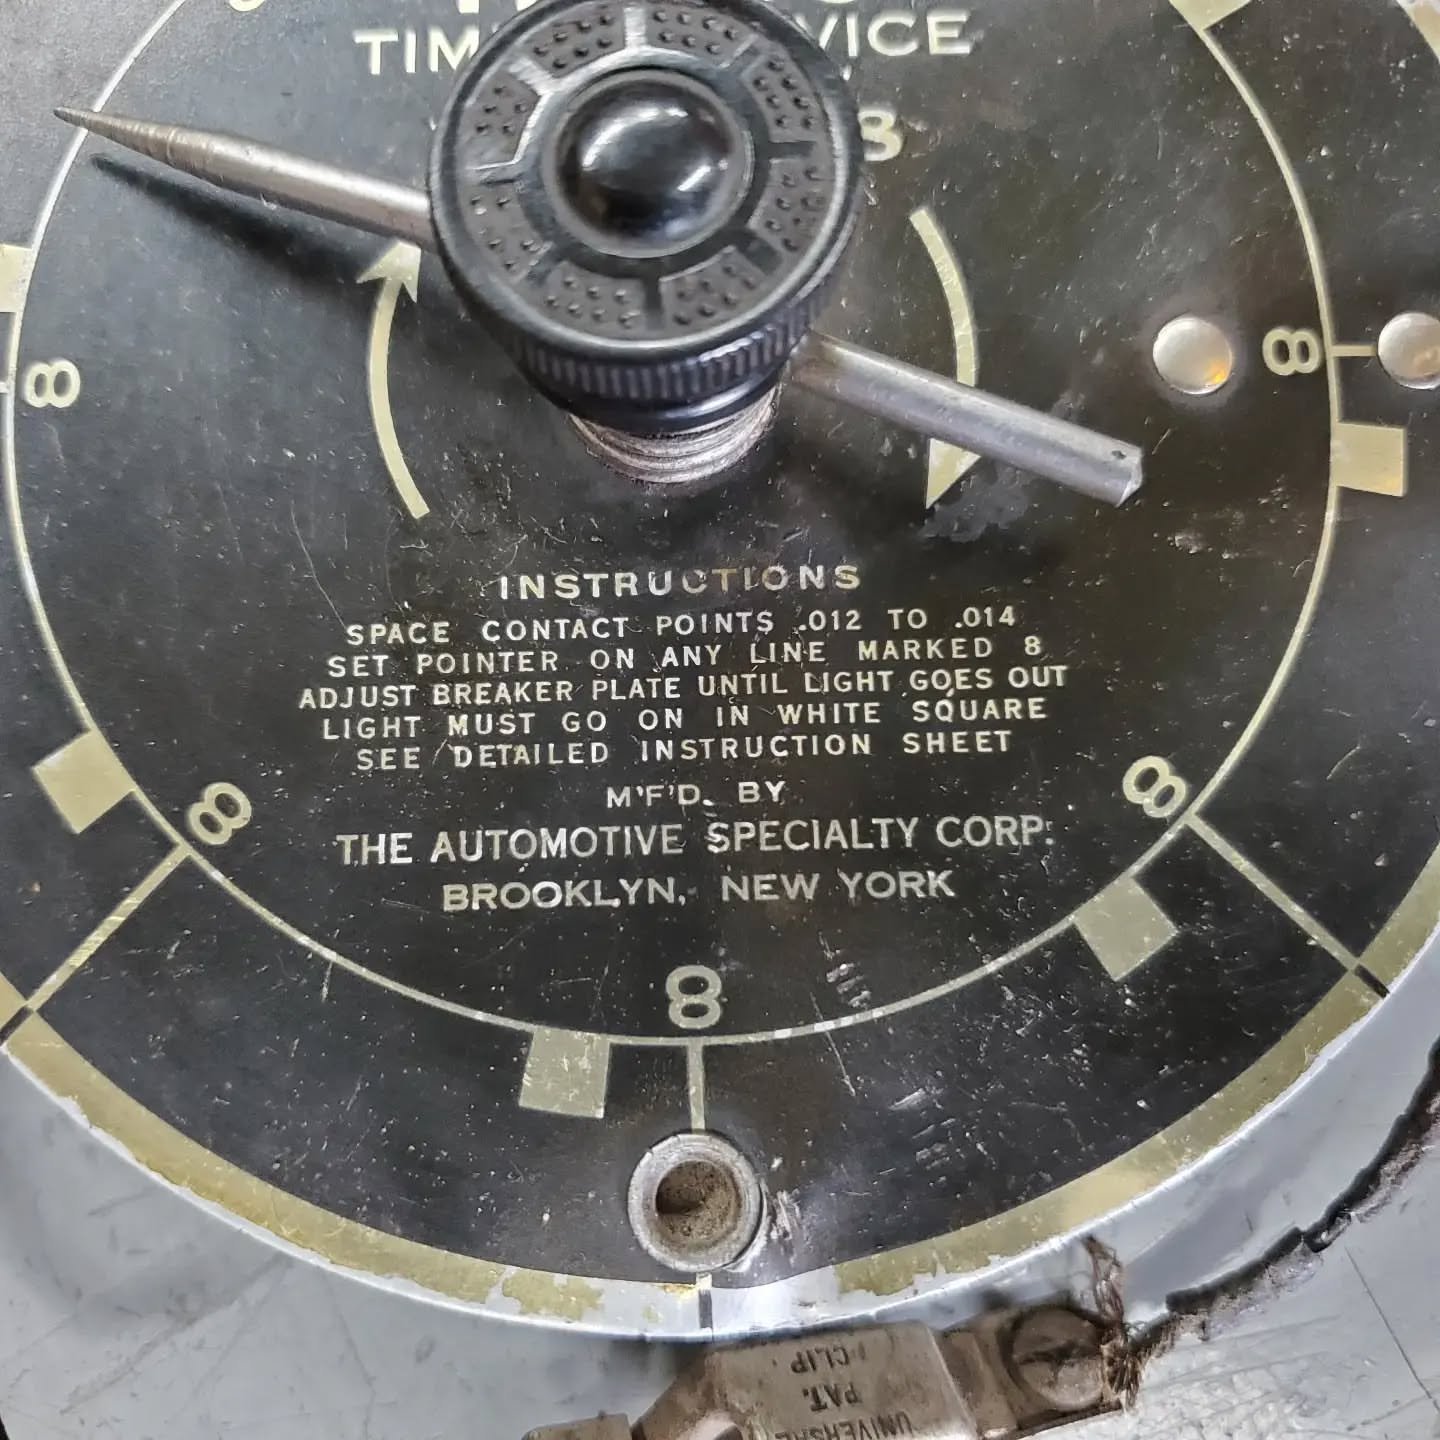 VICE
8
8
8
INSTRUCTIONS
SPACE CONTACT POINTS .012 TO .014
SET POINTER ON ANY LINE MARKED 8
ADJUST BREAKER PLATE UNTIL LIGHT GOES OUT
LIGHT MUST GO ON IN WHITE SQUARE
SEE DETAILED INSTRUCTION SHEET
M'F'D. BY
THE AUTOMOTIVE SPECIALTY CORP.
BROOKLYN, NEW YORK
8
8
8
UNIVERSAL
PAT.
CLIP